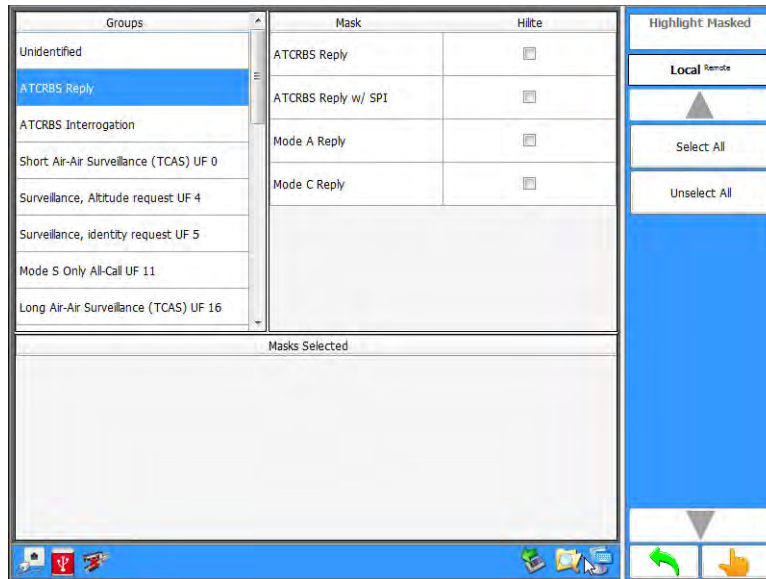 Groups
Unidentified
ATCRBS Reply
ATCRBS Interrogation
Short Air-Air Surveillance (TCAS) UF 0
Surveillance, Altitude request UF 4
Surveillance, identity request UF 5
Mode S Only All-Call UF 11
Long Air-Air Surveillance (TCAS) UF 16
Mask Hilite
ATCRBS Reply
ATCRBS Reply w/ SPI
Mode A Reply
Mode C Reply
Masks Selected
Highlight Masked
Local Remote
Select All
Unselect All